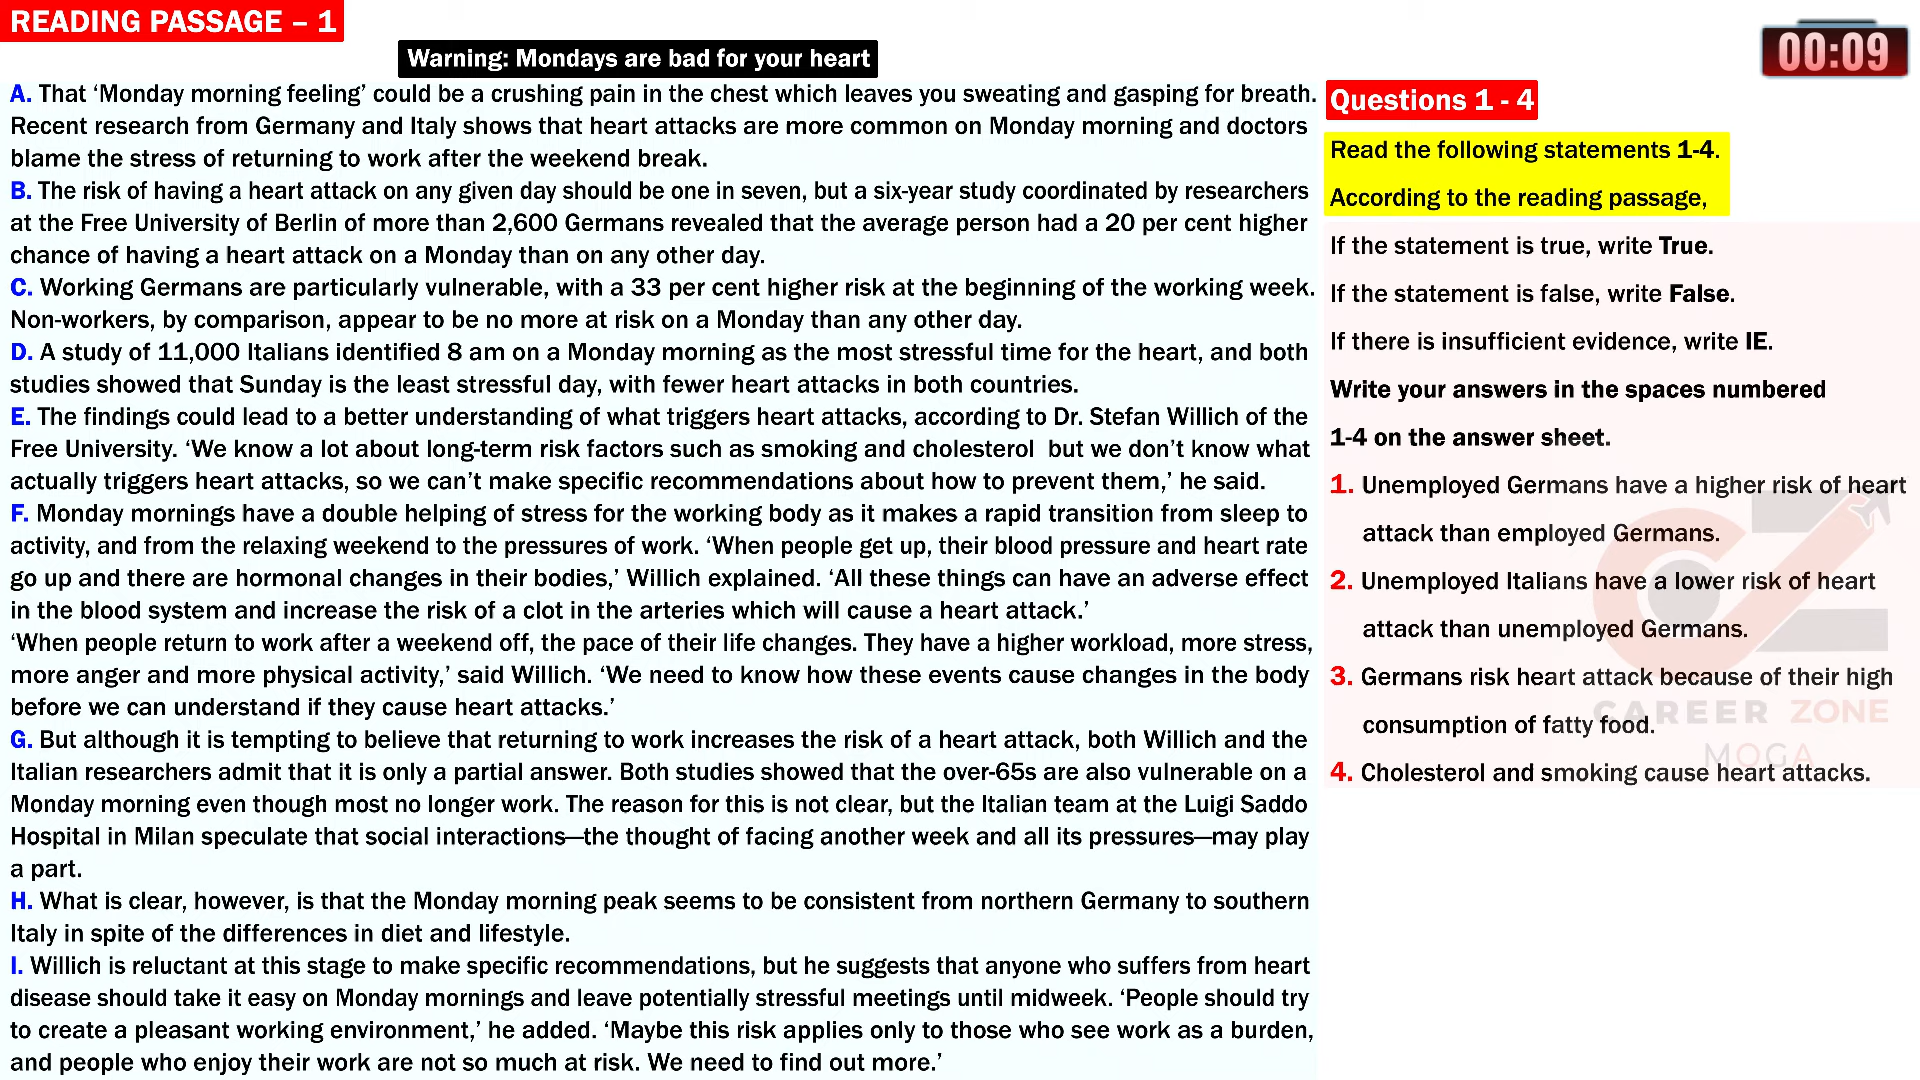 READING PASSAGE – 1
Warning: Mondays are bad for your heart
00:09
A. That ‘Monday morning feeling’ could be a crushing pain in the chest which leaves you sweating and gasping for breath.
Recent research from Germany and Italy shows that heart attacks are more common on Monday morning and doctors
blame the stress of returning to work after the weekend break.
B. The risk of having a heart attack on any given day should be one in seven, but a six-year study coordinated by researchers
at the Free University of Berlin of more than 2,600 Germans revealed that the average person had a 20 per cent higher
chance of having a heart attack on a Monday than on any other day.
C. Working Germans are particularly vulnerable, with a 33 per cent higher risk at the beginning of the working week.
Non-workers, by comparison, appear to be no more at risk on a Monday than any other day.
D. A study of 11,000 Italians identified 8 am on a Monday morning as the most stressful time for the heart, and both
studies showed that Sunday is the least stressful day, with fewer heart attacks in both countries.
E. The findings could lead to a better understanding of what triggers heart attacks, according to Dr. Stefan Willich of the
Free University. ‘We know a lot about long-term risk factors such as smoking and cholesterol but we don’t know what
actually triggers heart attacks, so we can’t make specific recommendations about how to prevent them,’ he said.
F. Monday mornings have a double helping of stress for the working body as it makes a rapid transition from sleep to
activity, and from the relaxing weekend to the pressures of work. ‘When people get up, their blood pressure and heart rate
go up and there are hormonal changes in their bodies,’ Willich explained. ‘All these things can have an adverse effect
in the blood system and increase the risk of a clot in the arteries which will cause a heart attack.’
‘When people return to work after a weekend off, the pace of their life changes. They have a higher workload, more stress,
more anger and more physical activity,’ said Willich. ‘We need to know how these events cause changes in the body
before we can understand if they cause heart attacks.’
G. But although it is tempting to believe that returning to work increases the risk of a heart attack, both Willich and the
Italian researchers admit that it is only a partial answer. Both studies showed that the over-65s are also vulnerable on a
Monday morning even though most no longer work. The reason for this is not clear, but the Italian team at the Luigi Saddo
Hospital in Milan speculate that social interactions—the thought of facing another week and all its pressures—may play
a part.
H. What is clear, however, is that the Monday morning peak seems to be consistent from northern Germany to southern
Italy in spite of the differences in diet and lifestyle.
I. Willich is reluctant at this stage to make specific recommendations, but he suggests that anyone who suffers from heart
disease should take it easy on Monday mornings and leave potentially stressful meetings until midweek. ‘People should try
to create a pleasant working environment,’ he added. ‘Maybe this risk applies only to those who see work as a burden,
and people who enjoy their work are not so much at risk. We need to find out more.’
Questions 1 - 4
Read the following statements 1-4.
According to the reading passage,
If the statement is true, write True.
If the statement is false, write False.
If there is insufficient evidence, write IE.
Write your answers in the spaces numbered
1-4 on the answer sheet.
1. Unemployed Germans have a higher risk of heart
attack than employed Germans.
2. Unemployed Italians have a lower risk of heart
attack than unemployed Germans.
3. Germans risk heart attack because of their high
consumption of fatty food.
4. Cholesterol and smoking cause heart attacks.
CAREER ZONE
MOGA